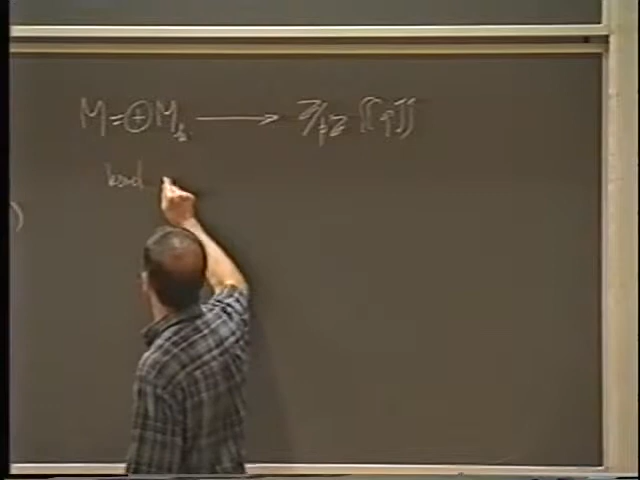 M = ⊕ M_k ⟶ ℤ/pℤ [[q]]
)